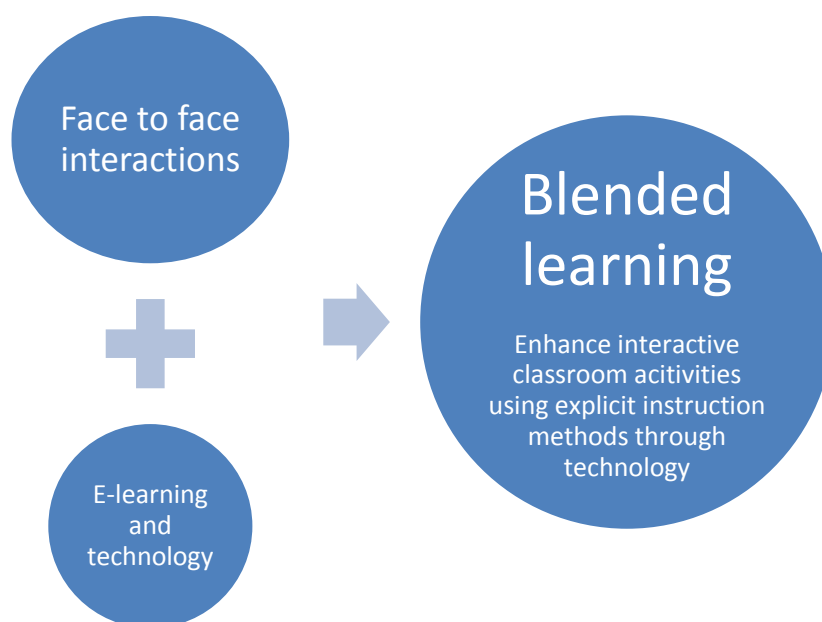 Face to face
interactions
E-learning
and
technology
Blended
learning
Enhance interactive
classroom acitivities
using explicit instruction
methods through
technology